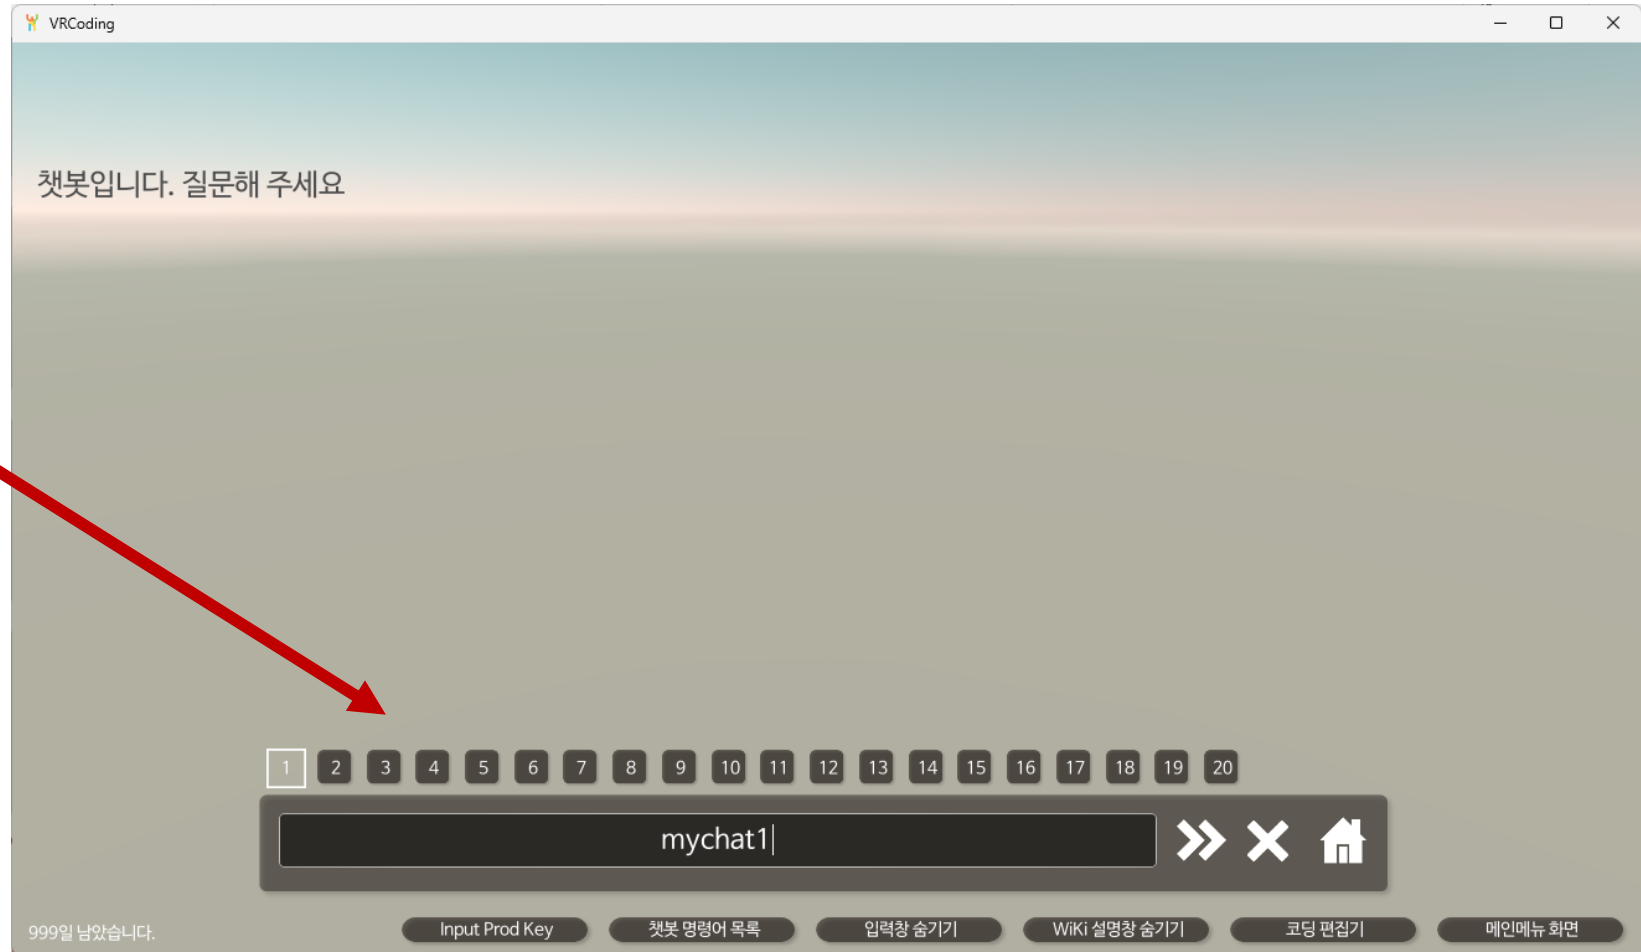 VRCoding
챗봇입니다. 질문해 주세요
1 2 3 4 5 6 7 8 9 10 11 12 13 14 15 16 17 18 19 20
mychat1
999일 남았습니다. Input Prod Key 챗봇 명령어 목록 입력창 숨기기 WiKi 설명창 숨기기 코딩 편집기 메인메뉴 화면